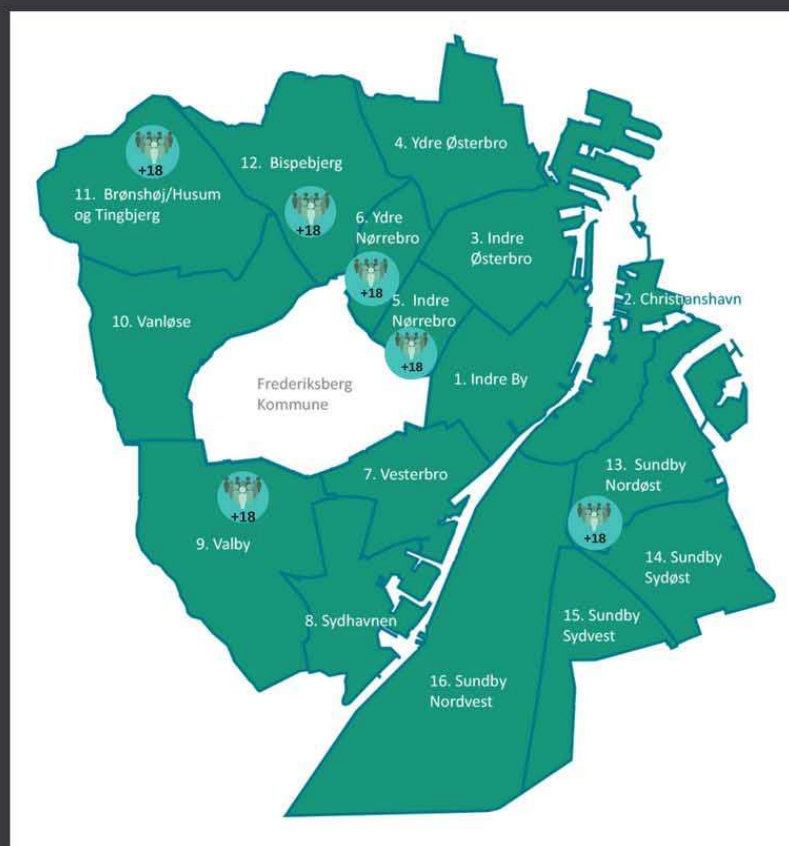 4. Ydre Østerbro
12. Bispebjerg
+18
11. Brønshøj/Husum
og Tingbjerg
+18
6. Ydre
Nørrebro
+18
3. Indre
Østerbro
2. Christianshavn
5. Indre
Nørrebro
+18
10. Vanløse
1. Indre By
Frederiksberg
Kommune
7. Vesterbro
13. Sundby
Nordøst
+18
9. Valby
+18
14. Sundby
Sydøst
8. Sydhavnen
15. Sundby
Sydvest
16. Sundby
Nordvest